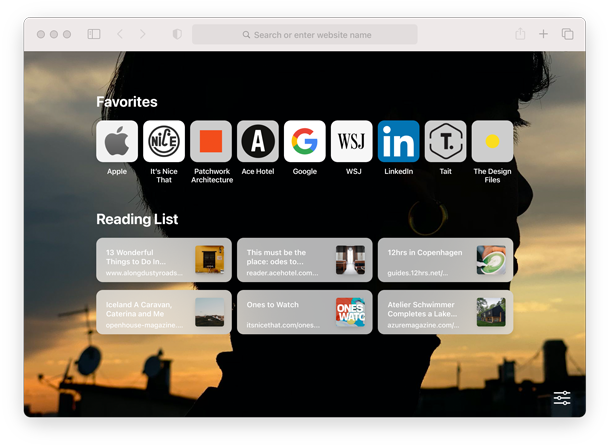 Search or enter website name
Favorites
NiCE
A
G
WSJ
in
T.
Apple
It's Nice
That
Patchwork
Architecture
Ace Hotel
Google
WSJ
LinkedIn
Tait
The Design
Files
Reading List
13 Wonderful
Things to Do In...
www.alongdustyroads...
This must be the
place: odes to...
reader.acehotel.com...
12hrs in Copenhagen
guides.12hrs.net/...
Iceland A Caravan,
Caterina and Me
openhouse-magazine...
Ones to Watch
itsnicethat.com/ones...
ONES
WATC
Atelier Schwimmer
Completes a Lake...
azuremagazine.com/...